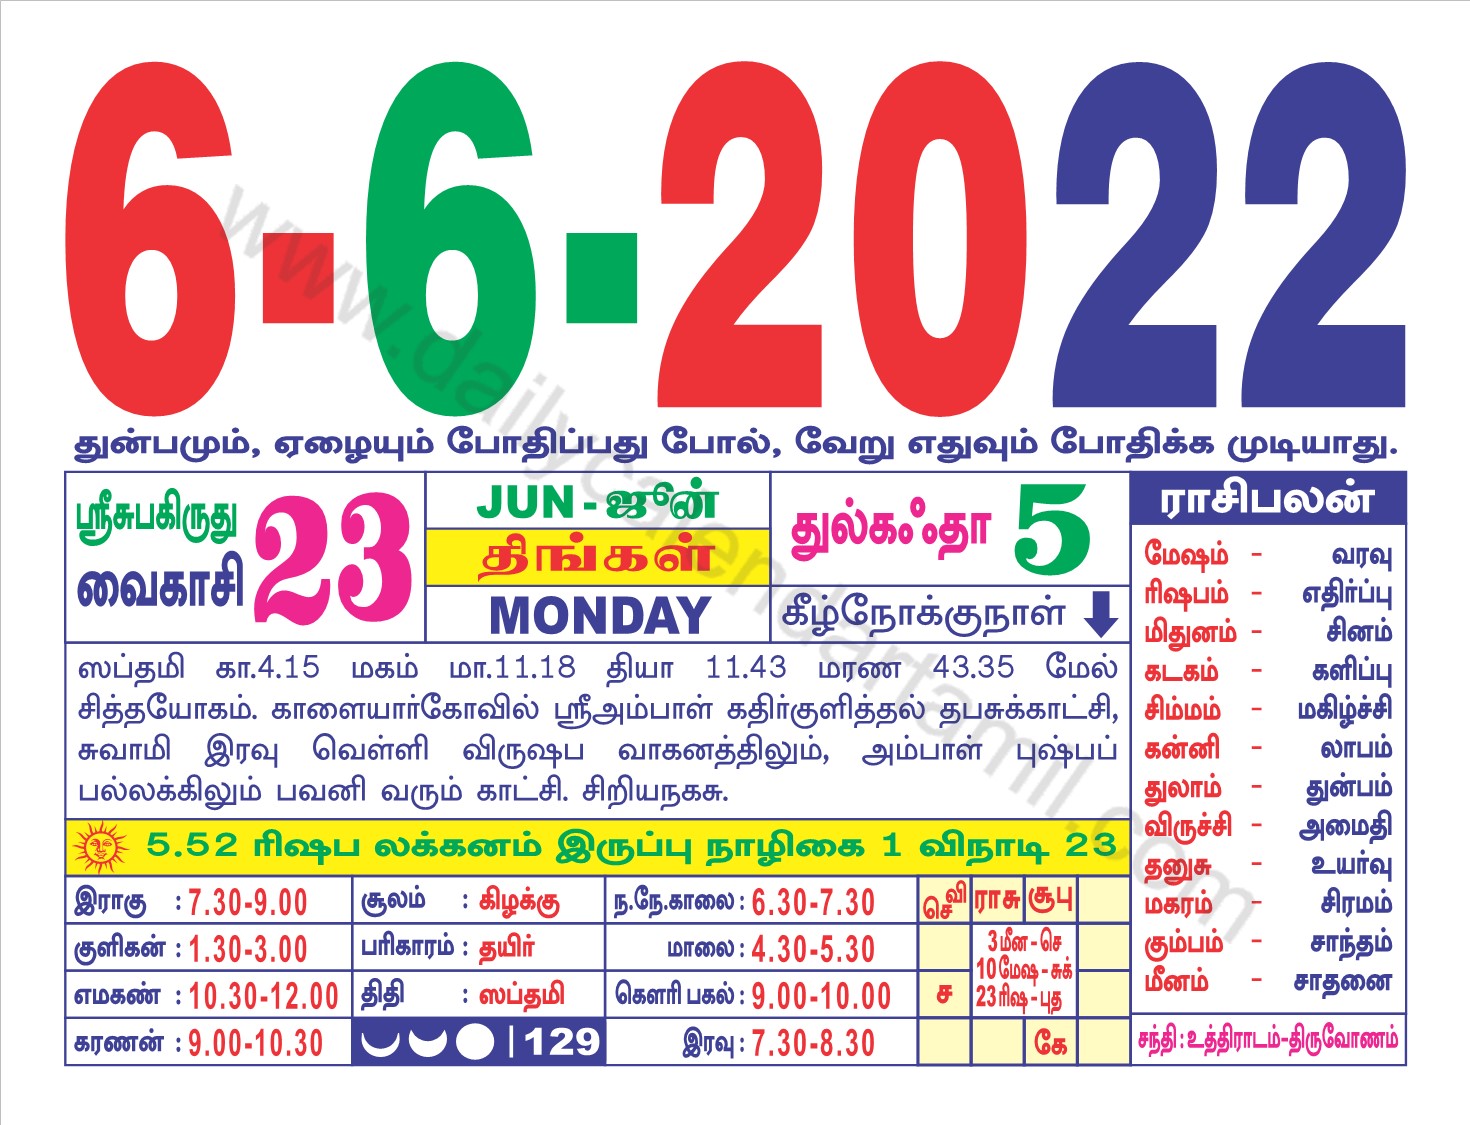 6-6-2022
துன்பமும், ஏழையும் போதிப்பது போல், வேறு எதுவும் போதிக்க முடியாது.
ஸ்ரீசுபகிருது
வைகாசி 23
JUN - ஜூன்
திங்கள்
MONDAY
துல்கஃதா 5
கீழ்நோக்குநாள்
ஸப்தமி கா.4.15 மகம் மா.11.18 தியா 11.43 மரண 43.35 மேல்
சித்தயோகம். காளையார்கோவில் ஸ்ரீஅம்பாள் கதிர்குளித்தல் தபசுக்காட்சி,
சுவாமி இரவு வெள்ளி விருஷப வாகனத்திலும், அம்பாள் புஷ்பப்
பல்லக்கிலும் பவனி வரும் காட்சி. சிறியநகசு.
5.52 ரிஷப லக்கனம் இருப்பு நாழிகை 1 விநாடி 23
இராகு : 7.30-9.00
குளிகன் : 1.30-3.00
எமகண் : 10.30-12.00
கரணன் : 9.00-10.30
சூலம் : கிழக்கு
பரிகாரம் : தயிர்
திதி : ஸப்தமி
| 129
ந.நே.காலை : 6.30-7.30
மாலை : 4.30-5.30
கௌரி பகல் : 9.00-10.00
இரவு : 7.30-8.30
வி செ ராசு சூபு
3 மீன - செ
10 மேஷ - சுக்
23 ரிஷ - புத
ச
கே
ராசிபலன்
மேஷம் - வரவு
ரிஷபம் - எதிர்ப்பு
மிதுனம் - சினம்
கடகம் - களிப்பு
சிம்மம் - மகிழ்ச்சி
கன்னி - லாபம்
துலாம் - துன்பம்
விருச்சி - அமைதி
தனுசு - உயர்வு
மகரம் - சிரமம்
கும்பம் - சாந்தம்
மீனம் - சாதனை
சந்தி : உத்திராடம்-திருவோணம்
www.dailycalendartamil.com